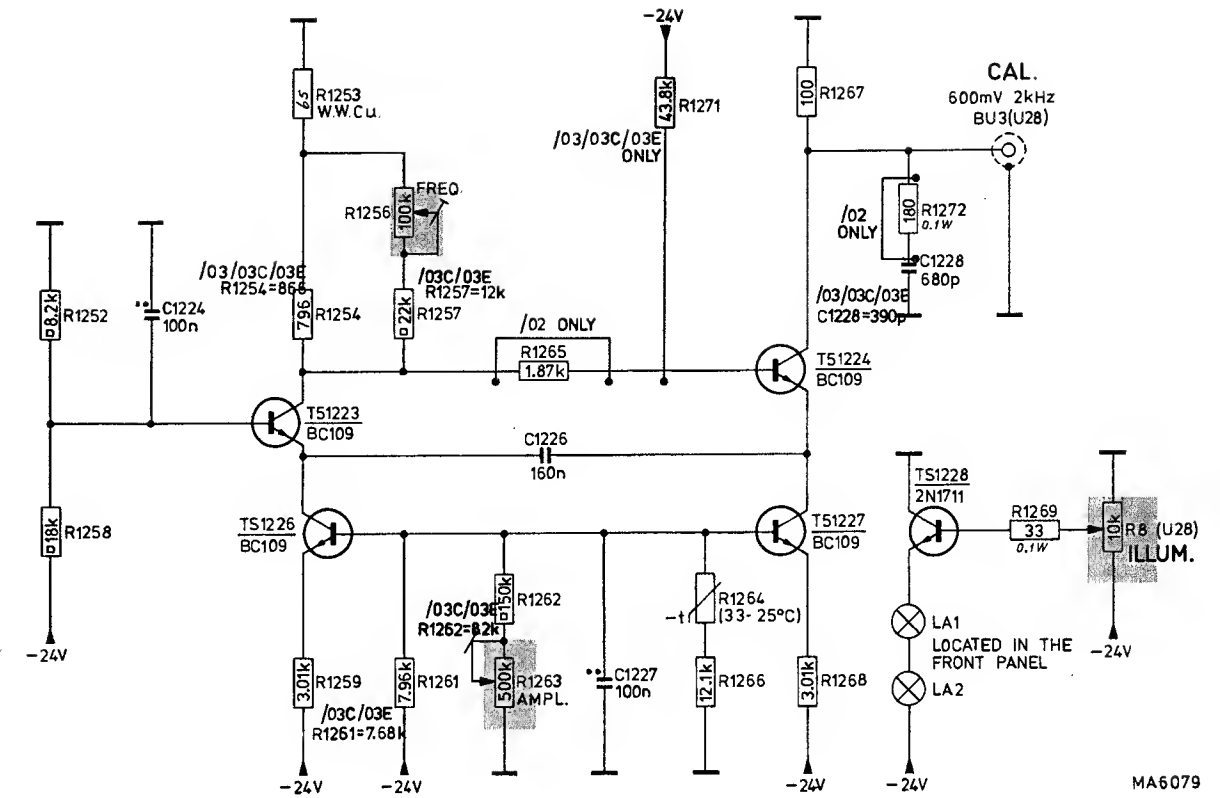 -24V
65
R1253
W.W.Cu.
43.8k
R1271
/03/03C/03E
ONLY
100
R1267
CAL.
600mV 2kHz
BU3(U28)
FREQ.
R1256
100k
180
R1272
0.1W
/02
ONLY
C1228
680p
/03/03C/03E
C1228=390p
8.2k
R1252
C1224
100n
/03/03C/03E
R1254=866
796
R1254
/03C/03E
R1257=12k
22k
R1257
/02 ONLY
R1265
1.87k
T51224
BC109
T51223
BC109
C1226
160n
18k
R1258
-24V
TS1226
BC109
T51227
BC109
TS1228
2N1711
R1269
33
0.1W
10k
R8 (U28)
ILLUM.
-24V
150k
R1262
/03C/03E
R1262=82k
R1264
-t
(33-25°C)
LA1
LOCATED IN THE
FRONT PANEL
LA2
3.01k
R1259
/03C/03E
R1261=7.68k
7.96k
R1261
500k
R1263
AMPL.
C1227
100n
12.1k
R1266
3.01k
R1268
-24V
-24V
-24V
-24V
MA6079